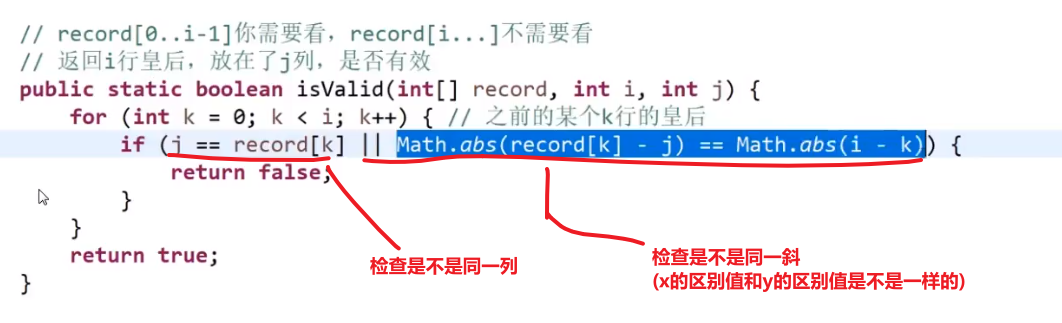 // record[0..i-1]你需要看，record[i...]不需要看
// 返回i行皇后，放在了j列，是否有效
public static boolean isValid(int[] record, int i, int j) {
for (int k = 0; k < i; k++) { // 之前的某个k行的皇后
if (j == record[k] || Math.abs(record[k] - j) == Math.abs(i - k)) {
return false;
}
}
return true;
}
检查是不是同一列
检查是不是同一斜
(x的区别值和y的区别值是不是一样的)